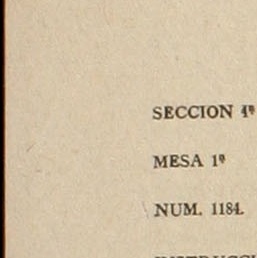 SECCION 4ª
MESA 1ª
NUM. 1184.